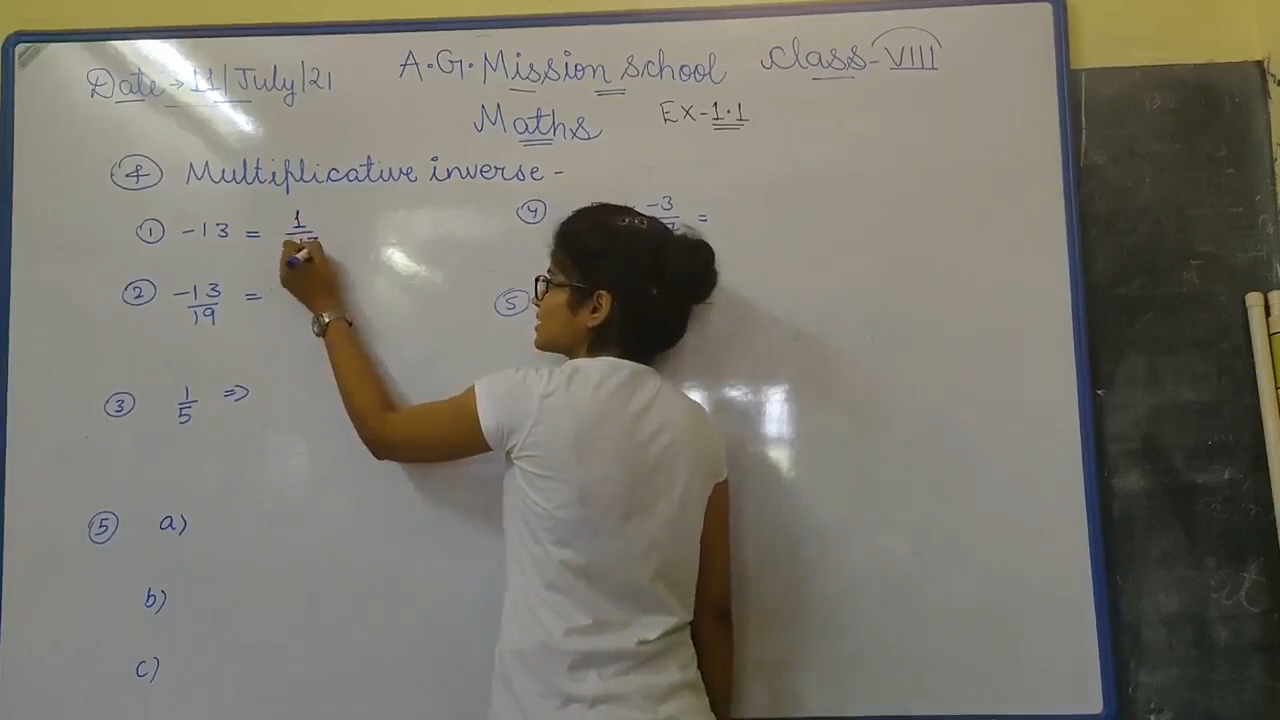 Date → 11/July/21
A.G. Mission school
class-VIII
Maths
Ex-1.1
④ Multiplicative inverse -
① -13 = 1/
② -13/19 =
③ 1/5 =>
④ -3/ =
⑤
⑤ a)
b)
c)